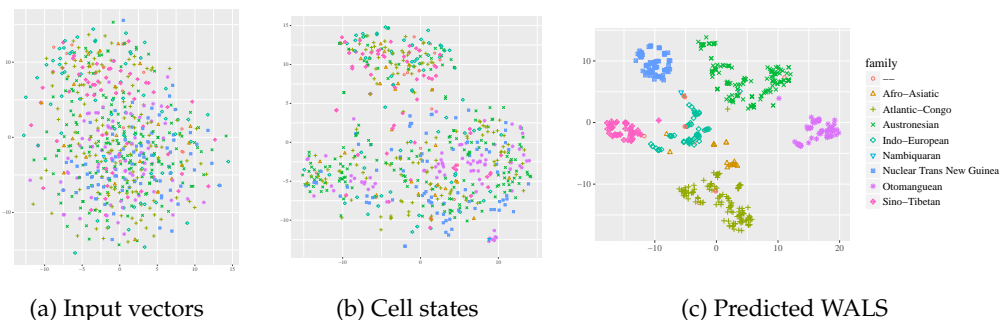 10
5
0
-5
-10
-10
-5
0
5
10
15
15
10
5
0
-5
-10
-10
0
10
10
0
-10
-10
0
10
20
family
--
Afro-Asiatic
Atlantic-Congo
Austronesian
Indo-European
Nambiquaran
Nuclear Trans New Guinea
Otomanguean
Sino-Tibetan
(a) Input vectors
(b) Cell states
(c) Predicted WALS